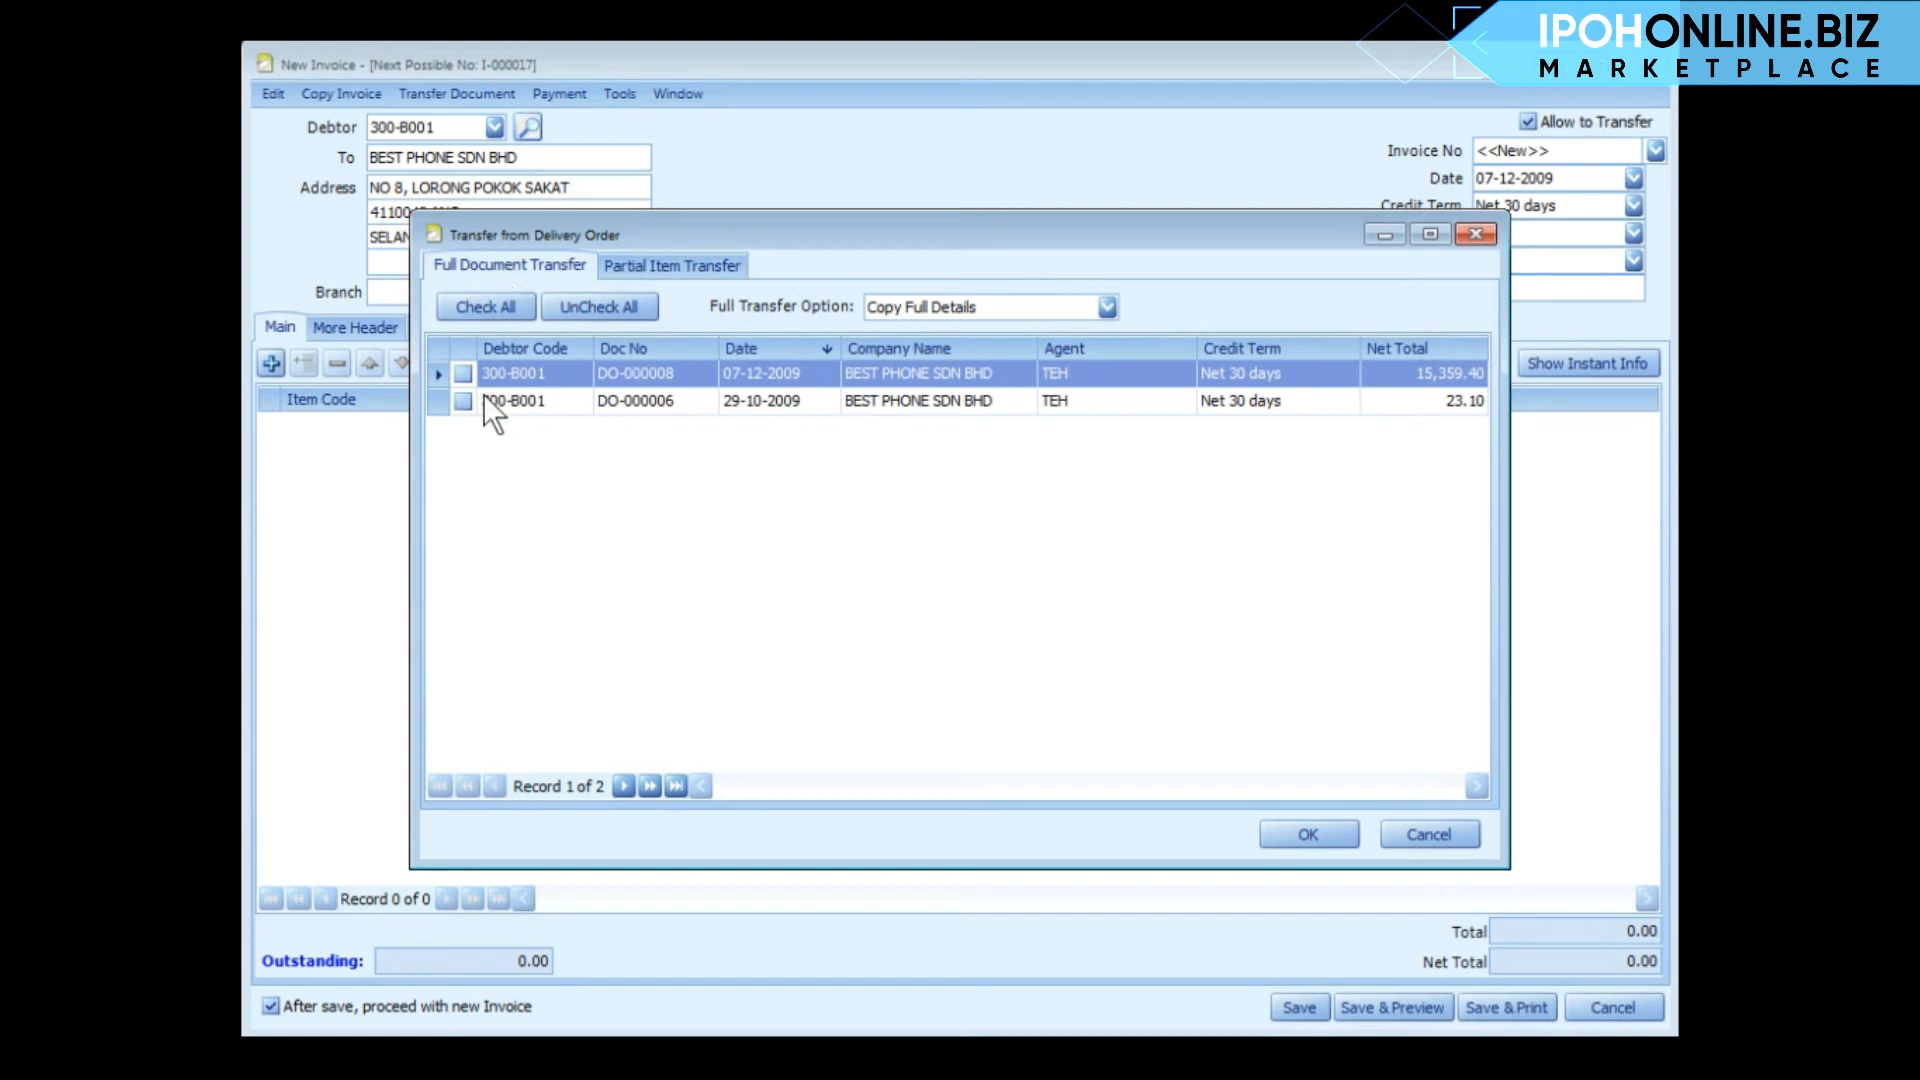 IPOHONLINE.BIZ
MARKETPLACE
New Invoice - [Next Possible No: I-000017]
Edit Copy Invoice Transfer Document Payment Tools Window
Debtor 300-B001
Allow to Transfer
To BEST PHONE SDN BHD
Invoice No <<New>>
Address NO 8, LORONG POKOK SAKAT
Date 07-12-2009
Credit Term Net 30 days
Branch
Transfer from Delivery Order
Full Document Transfer Partial Item Transfer
Check All UnCheck All Full Transfer Option: Copy Full Details
Main More Header
Show Instant Info
Item Code
Debtor Code Doc No Date Company Name Agent Credit Term Net Total
300-B001 DO-000008 07-12-2009 BEST PHONE SDN BHD TEH Net 30 days 15,359.40
300-B001 DO-000006 29-10-2009 BEST PHONE SDN BHD TEH Net 30 days 23.10
Record 1 of 2
OK Cancel
Record 0 of 0
Total 0.00
Outstanding: 0.00
Net Total 0.00
After save, proceed with new Invoice
Save Save & Preview Save & Print Cancel